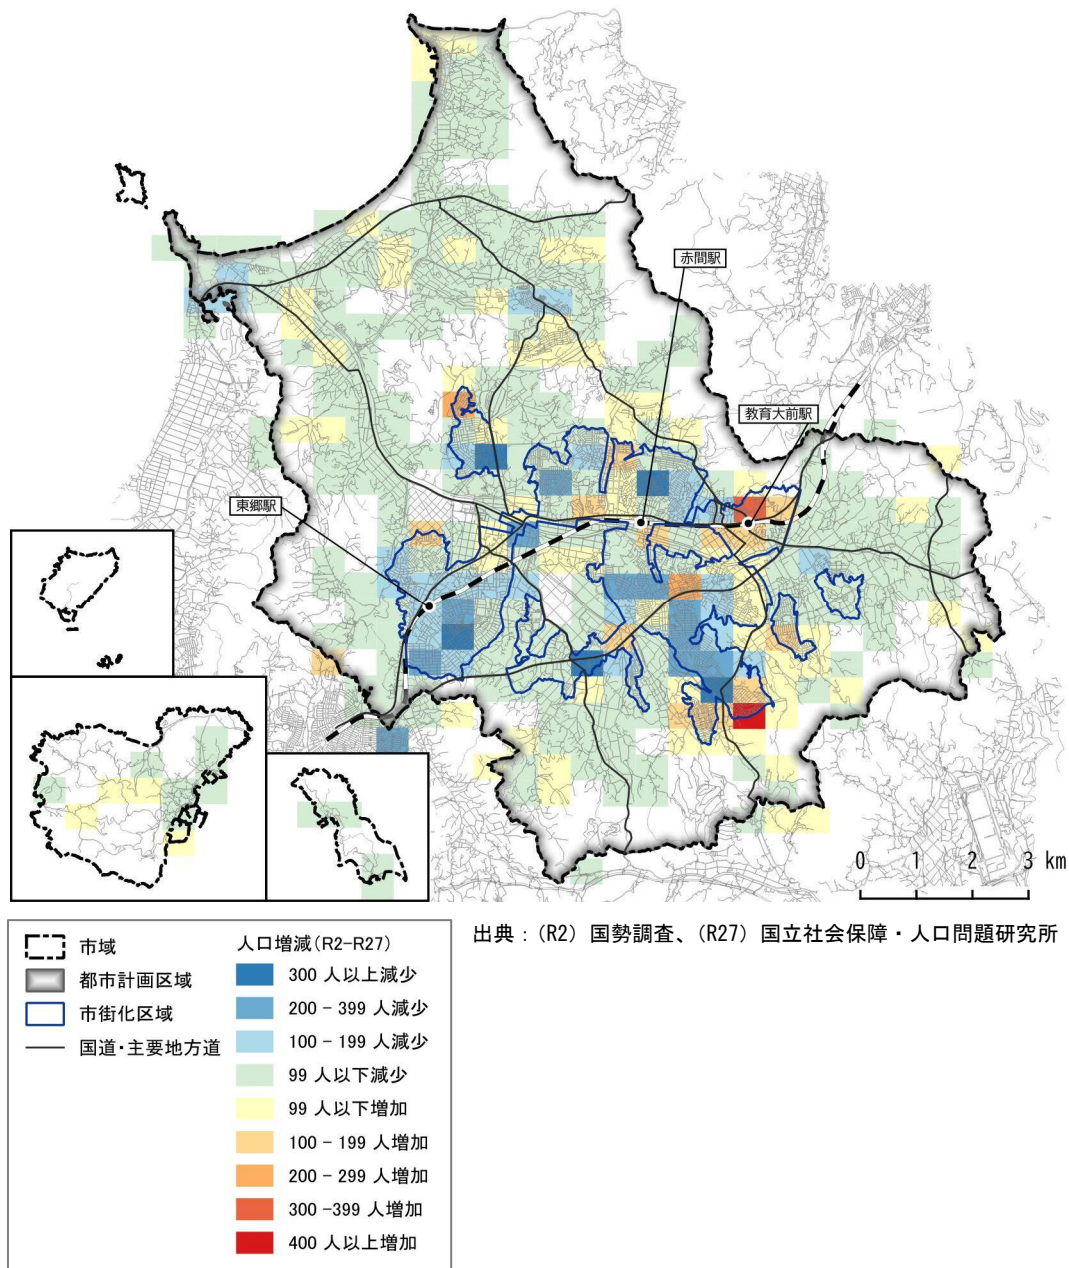 赤間駅
教育大前駅
東郷駅
0 1 2 3 km
出典:(R2) 国勢調査、(R27) 国立社会保障・人口問題研究所
市域
都市計画区域
市街化区域
国道・主要地方道
人口増減(R2-R27)
300 人以上減少
200 - 399 人減少
100 - 199 人減少
99 人以下減少
99 人以下増加
100 - 199 人増加
200 - 299 人増加
300 -399 人増加
400 人以上増加